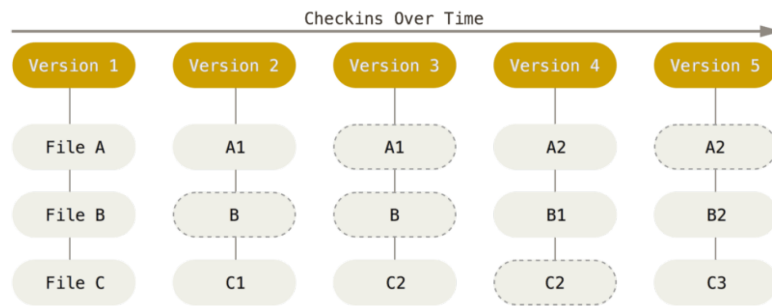 Checkins Over Time
Version 1 Version 2 Version 3 Version 4 Version 5
File A A1 A1 A2 A2
File B B B B1 B2
File C C1 C2 C2 C3